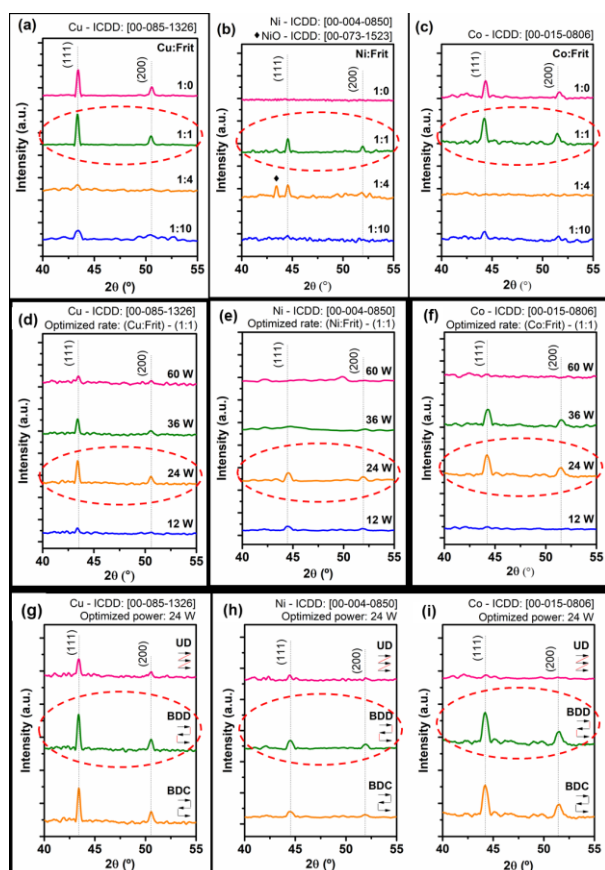 (a)
Cu - ICDD: [00-085-1326]
Cu:Frit
(111)
(200)
1:0
1:1
1:4
1:10
Intensity (a.u.)
40 45 50 55
2θ (º)
(b)
Ni - ICDD: [00-004-0850]
♦NiO - ICDD: [00-073-1523]
Ni:Frit
(111)
(200)
1:0
1:1
♦
1:4
1:10
Intensity (a.u.)
40 45 50 55
2θ (°)
(c)
Co - ICDD: [00-015-0806]
Co:Frit
(111)
(200)
1:0
1:1
1:4
1:10
Intensity (a.u.)
40 45 50 55
2θ (°)
(d)
Cu - ICDD: [00-085-1326]
Optimized rate: (Cu:Frit) - (1:1)
(111)
(200)
60 W
36 W
24 W
12 W
Intensity (a.u.)
40 45 50 55
2θ (º)
(e)
Ni - ICDD: [00-004-0850]
Optimized rate: (Ni:Frit) - (1:1)
(111)
(200)
60 W
36 W
24 W
12 W
Intensity (a.u.)
40 45 50 55
2θ (º)
(f)
Co - ICDD: [00-015-0806]
Optimized rate: (Co:Frit) - (1:1)
(111)
(200)
60 W
36 W
24 W
12 W
Intensity (a.u.)
40 45 50 55
2θ (°)
(g)
Cu - ICDD: [00-085-1326]
Optimized power: 24 W
(111)
(200)
UD
BDD
BDC
Intensity (a.u.)
40 45 50 55
2θ (º)
(h)
Ni - ICDD: [00-004-0850]
Optimized power: 24 W
(111)
(200)
UD
BDD
BDC
Intensity (a.u.)
40 45 50 55
2θ (º)
(i)
Co - ICDD: [00-015-0806]
Optimized power: 24 W
(111)
(200)
UD
BDD
BDC
Intensity (a.u.)
40 45 50 55
2θ (º)